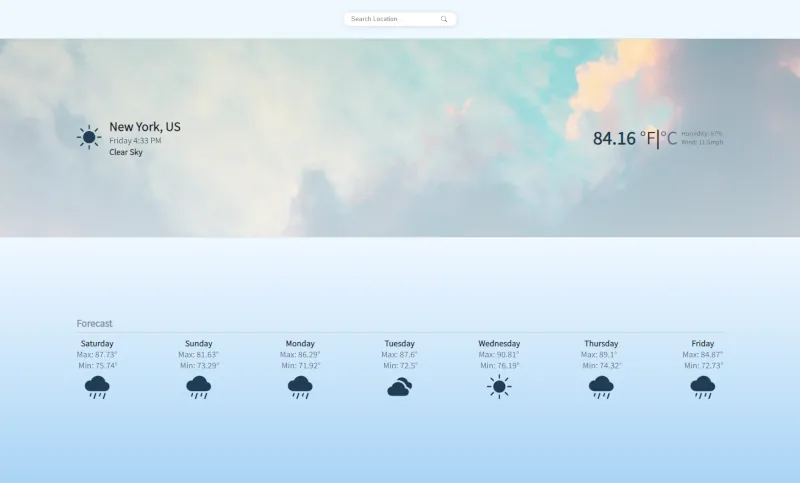 Search Location...
New York, US
Friday 4:33 PM
Clear Sky
84.16 °F|°C
Humidity: 67%
Wind: 11.5mph
Forecast
Saturday Sunday Monday Tuesday Wednesday Thursday Friday
Max: 87.73° Max: 81.63° Max: 86.29° Max: 87.6° Max: 90.81° Max: 89.1° Max: 84.87°
Min: 75.74° Min: 73.29° Min: 71.92° Min: 72.5° Min: 76.19° Min: 74.32° Min: 72.73°